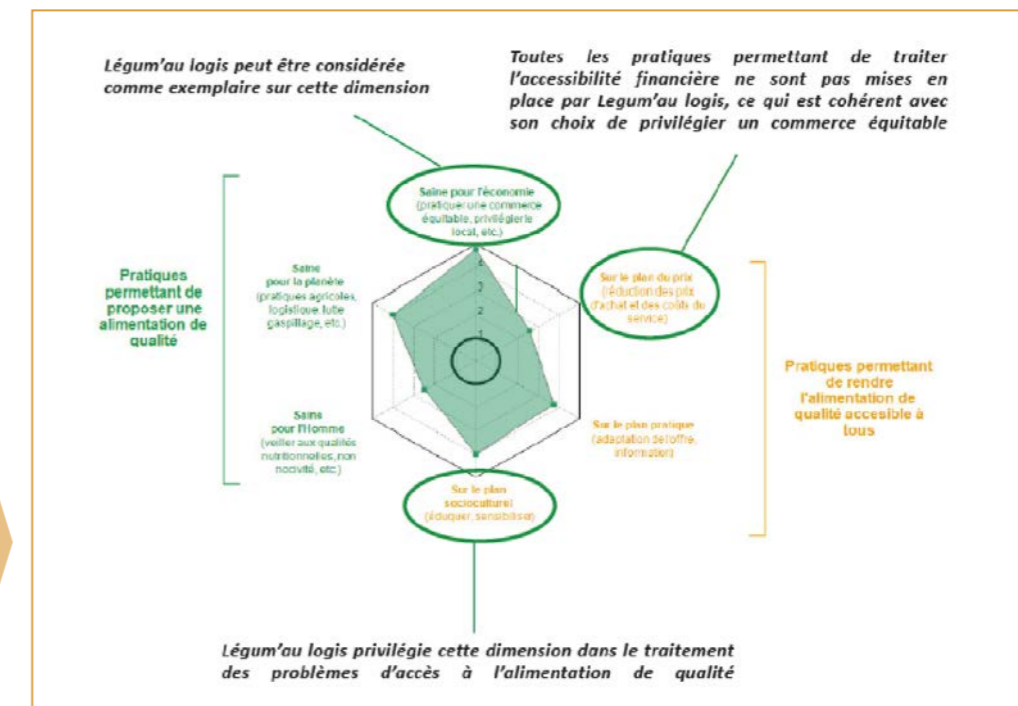 Légum'au logis peut être considérée
comme exemplaire sur cette dimension
Toutes les pratiques permettant de traiter
l'accessibilité financière ne sont pas mises en
place par Legum'au logis, ce qui est cohérent avec
son choix de privilégier un commerce équitable
Saine pour l'économie
(pratiquer une commerce
équitable, privilégier le
local, etc.)
Pratiques
permettant de
proposer une
alimentation de
qualité
Saine
pour la planète
(pratiques agricoles,
logistique, lutte
gaspillage, etc.)
Sur le plan du prix
(réduction des prix
d'achat et des coûts du
service)
4
3
2
1
Pratiques permettant
de rendre
l'alimentation de
qualité accesible à
tous
Saine
pour l'Homme
(veiller aux qualités
nutritionnelles, non
nocivité, etc.)
Sur le plan pratique
(adaptation de l'offre,
information)
Sur le plan
socioculturel
(éduquer, sensibiliser)
Légum'au logis privilégie cette dimension dans le traitement
des problèmes d'accès à l'alimentation de qualité